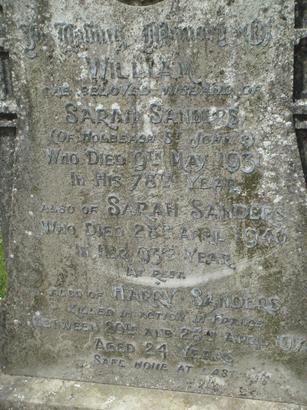 In Loving Memory Of
WILLIAM
THE BELOVED HUSBAND OF
SARAH SANDERS
(OF HOLBEACH ST JOHN'S)
WHO DIED 9TH MAY 1931
IN HIS 78TH YEAR
ALSO OF SARAH SANDERS
WHO DIED 28TH APRIL 1946
IN HER 93RD YEAR
AT REST
ALSO OF HARRY SANDERS
KILLED IN ACTION IN FRANCE
BETWEEN 20TH AND 23RD APRIL 1917
AGED 24 YEARS
SAFE HOME AT LAST